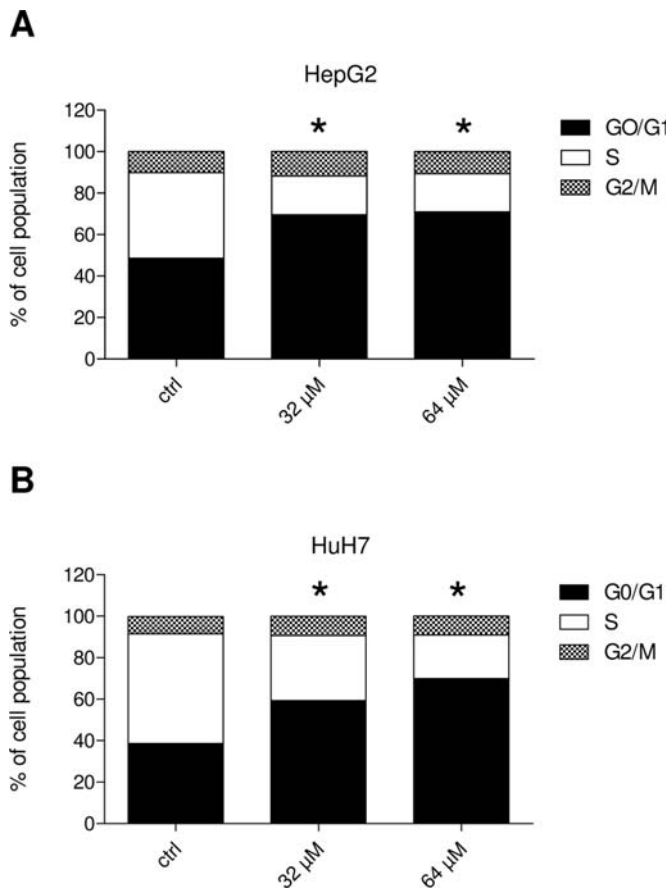 A
HepG2
% of cell population
120
100
80
60
40
20
0
* *
ctrl
32 µM
64 µM
GO/G1
S
G2/M
B
HuH7
% of cell population
120
100
80
60
40
20
0
* *
ctrl
32 µM
64 µM
G0/G1
S
G2/M